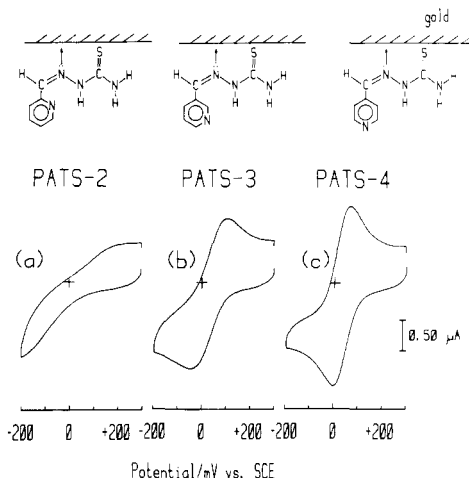 gold
S S S
H C N N C N H
H C N N C N H
H C N N C N H
N H H
N H H
N H H
PATS-2 PATS-3 PATS-4
(a) (b) (c)
0.50 µA
-200 0 +200 -200 0 +200 -200 0 +200
Potential/mV vs. SCE